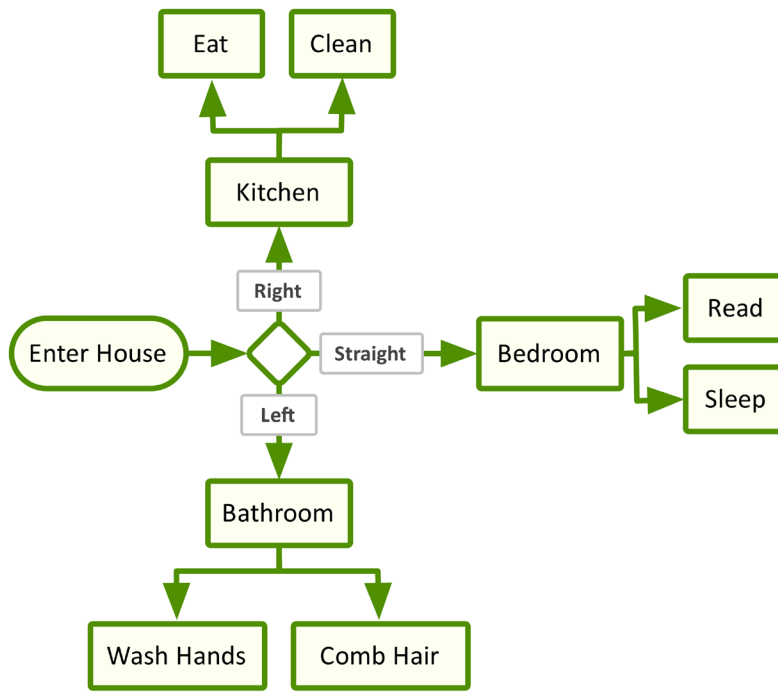 Eat
Clean
Kitchen
Right
Enter House
Straight
Bedroom
Read
Sleep
Left
Bathroom
Wash Hands
Comb Hair